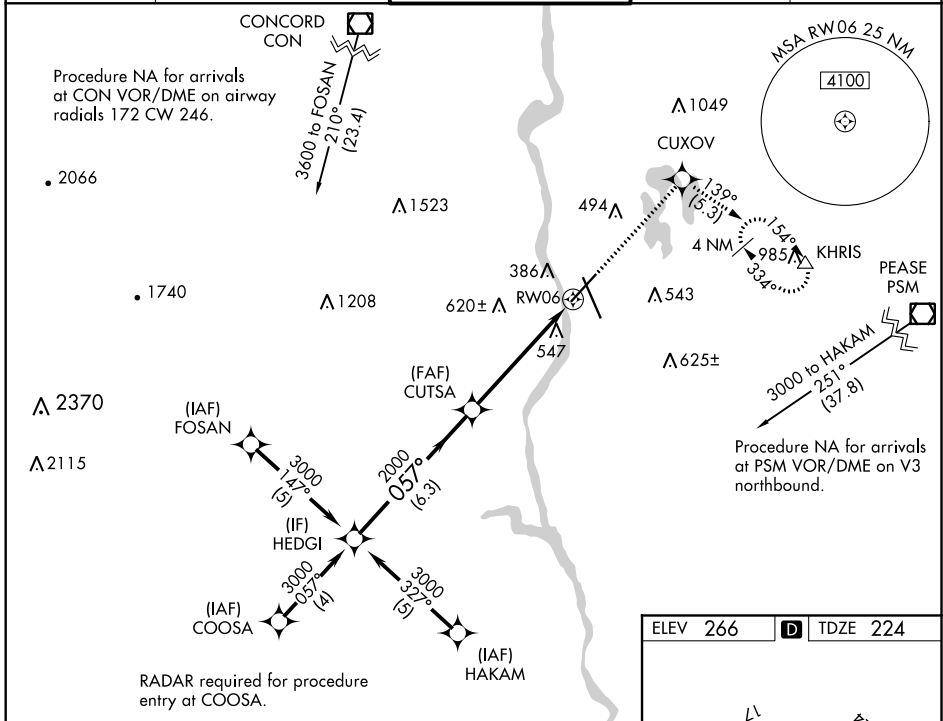 CONCORD
CON
Procedure NA for arrivals
at CON VOR/DME on airway
radials 172 CW 246.
3600 to FOSAN
210°
(23.4)
MSA RW06 25 NM
4100
1049
CUXOV
139°
(5.3)
2066
1523
494
4 NM
154°
985
KHRIS
334°
PEASE
PSM
386
1740
1208
620±
RW06
543
547
625±
3000 to HAKAM
251°
(37.8)
(FAF)
CUTSA
2370
(IAF)
FOSAN
2115
Procedure NA for arrivals
at PSM VOR/DME on V3
northbound.
3000
147°
(5)
2000
057°
(6.3)
(IF)
HEDGI
3000
057°
(4)
3000
327°
(5)
(IAF)
COOSA
(IAF)
HAKAM
RADAR required for procedure
entry at COOSA.
ELEV 266 D TDZE 224
17